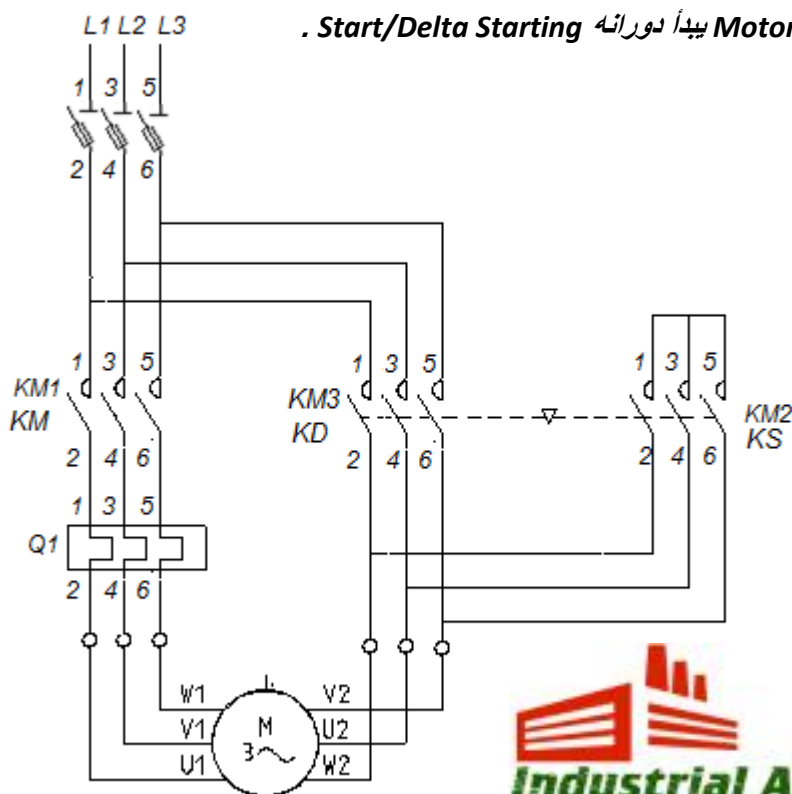 . Start/Delta Starting يبدأ دورانه Motor
L1 L2 L3
1 3 5
2 4 6
1 3 5
KM1
KM
2 4 6
1 3 5
KM3
KD
2 4 6
1 3 5
KM2
KS
2 4 6
1 3 5
Q1
2 4 6
W1
V1
U1
M
3~
V2
U2
W2
Industrial A